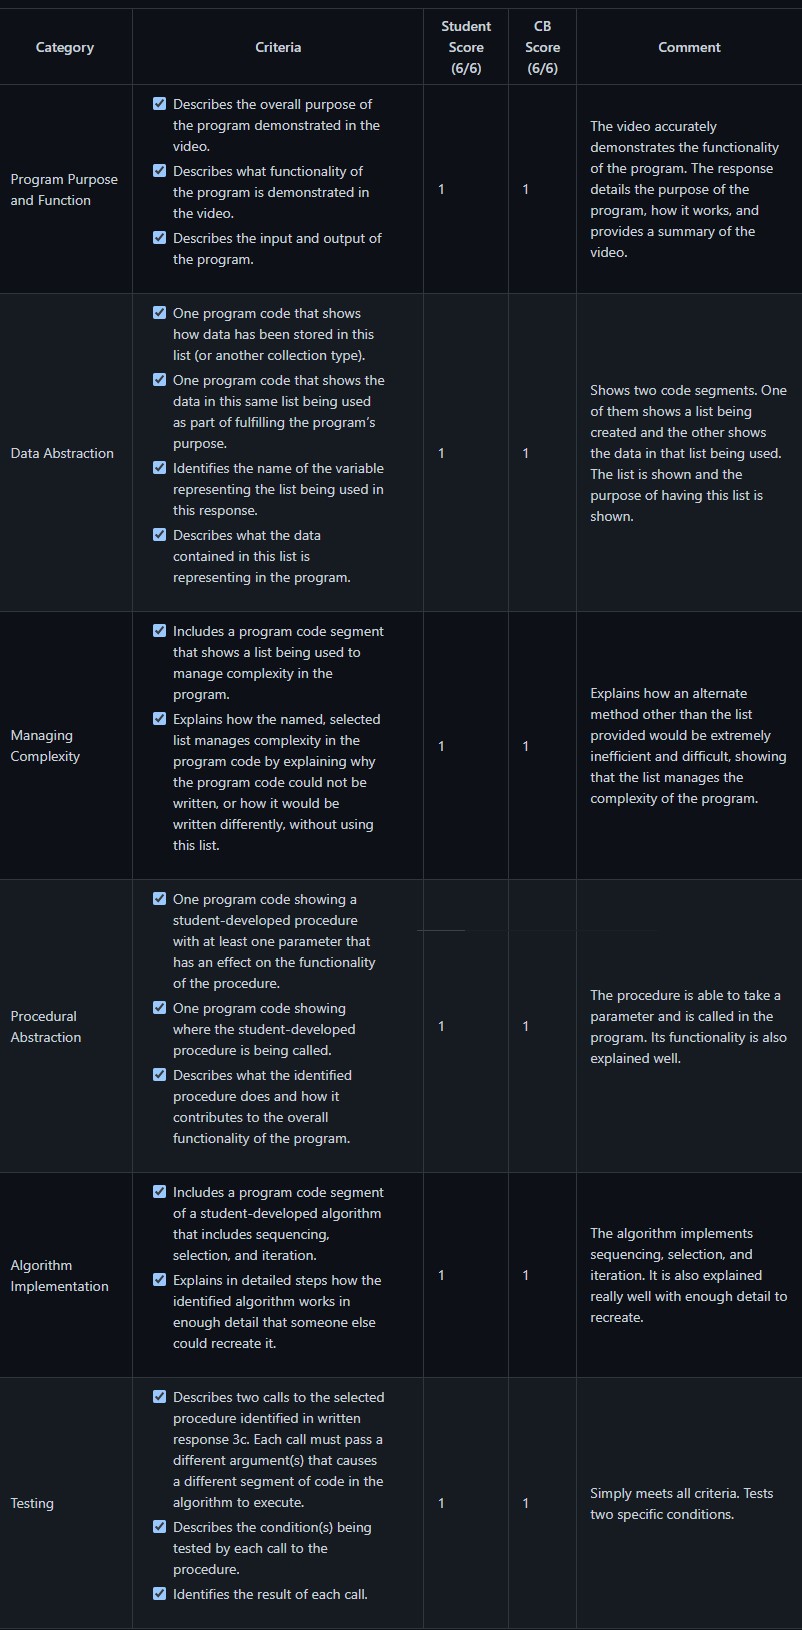 Category
Criteria
Student
Score
(6/6)
CB
Score
(6/6)
Comment
Program Purpose
and Function
Describes the overall purpose of
the program demonstrated in the
video.
Describes what functionality of
the program is demonstrated in
the video.
Describes the input and output of
the program.
1
1
The video accurately
demonstrates the functionality
of the program. The response
details the purpose of the
program, how it works, and
provides a summary of the
video.
Data Abstraction
One program code that shows
how data has been stored in this
list (or another collection type).
One program code that shows the
data in this same list being used
as part of fulfilling the program’s
purpose.
Identifies the name of the variable
representing the list being used in
this response.
Describes what the data
contained in this list is
representing in the program.
1
1
Shows two code segments. One
of them shows a list being
created and the other shows
the data in that list being used.
The list is shown and the
purpose of having this list is
shown.
Managing
Complexity
Includes a program code segment
that shows a list being used to
manage complexity in the
program.
Explains how the named, selected
list manages complexity in the
program code by explaining why
the program code could not be
written, or how it would be
written differently, without using
this list.
1
1
Explains how an alternate
method other than the list
provided would be extremely
inefficient and difficult, showing
that the list manages the
complexity of the program.
Procedural
Abstraction
One program code showing a
student-developed procedure
with at least one parameter that
has an effect on the functionality
of the procedure.
One program code showing
where the student-developed
procedure is being called.
Describes what the identified
procedure does and how it
contributes to the overall
functionality of the program.
1
1
The procedure is able to take a
parameter and is called in the
program. Its functionality is also
explained well.
Algorithm
Implementation
Includes a program code segment
of a student-developed algorithm
that includes sequencing,
selection, and iteration.
Explains in detailed steps how the
identified algorithm works in
enough detail that someone else
could recreate it.
1
1
The algorithm implements
sequencing, selection, and
iteration. It is also explained
really well with enough detail to
recreate.
Testing
Describes two calls to the selected
procedure identified in written
response 3c. Each call must pass a
different argument(s) that causes
a different segment of code in the
algorithm to execute.
Describes the condition(s) being
tested by each call to the
procedure.
Identifies the result of each call.
1
1
Simply meets all criteria. Tests
two specific conditions.